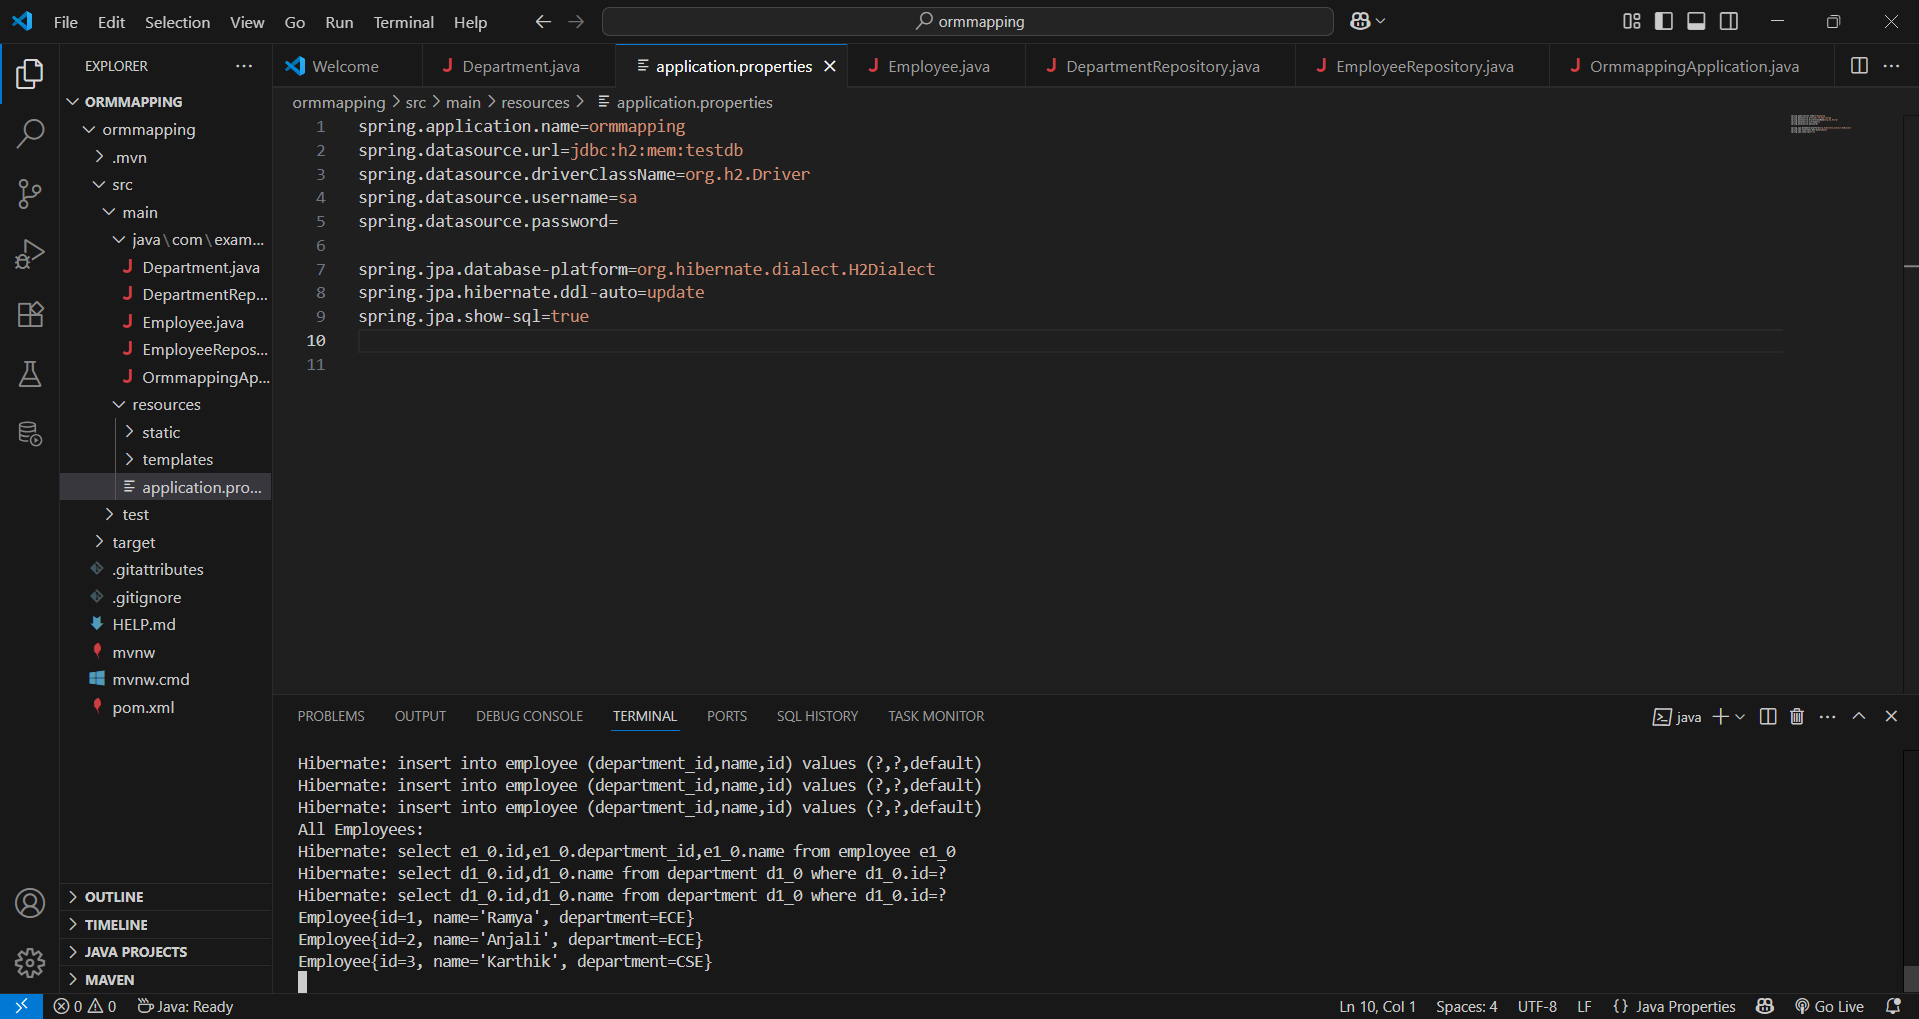 File Edit Selection View Go Run Terminal Help
ormmapping
EXPLORER
ORMMAPPING
ormmapping
.mvn
src
main
java\com\exam...
Department.java
DepartmentRep...
Employee.java
EmployeeRepos...
OrmmappingAp...
resources
static
templates
application.pro...
test
target
.gitattributes
.gitignore
HELP.md
mvnw
mvnw.cmd
pom.xml
OUTLINE
TIMELINE
JAVA PROJECTS
MAVEN
Welcome Department.java application.properties Employee.java DepartmentRepository.java EmployeeRepository.java OrmmappingApplication.java
ormmapping > src > main > resources > application.properties
1 spring.application.name=ormmapping
2 spring.datasource.url=jdbc:h2:mem:testdb
3 spring.datasource.driverClassName=org.h2.Driver
4 spring.datasource.username=sa
5 spring.datasource.password=
6
7 spring.jpa.database-platform=org.hibernate.dialect.H2Dialect
8 spring.jpa.hibernate.ddl-auto=update
9 spring.jpa.show-sql=true
10
11
PROBLEMS OUTPUT DEBUG CONSOLE TERMINAL PORTS SQL HISTORY TASK MONITOR
java
Hibernate: insert into employee (department_id,name,id) values (?,?,default)
Hibernate: insert into employee (department_id,name,id) values (?,?,default)
Hibernate: insert into employee (department_id,name,id) values (?,?,default)
All Employees:
Hibernate: select e1_0.id,e1_0.department_id,e1_0.name from employee e1_0
Hibernate: select d1_0.id,d1_0.name from department d1_0 where d1_0.id=?
Hibernate: select d1_0.id,d1_0.name from department d1_0 where d1_0.id=?
Employee{id=1, name='Ramya', department=ECE}
Employee{id=2, name='Anjali', department=ECE}
Employee{id=3, name='Karthik', department=CSE}
0 0 Java: Ready
Ln 10, Col 1 Spaces: 4 UTF-8 LF {} Java Properties Go Live